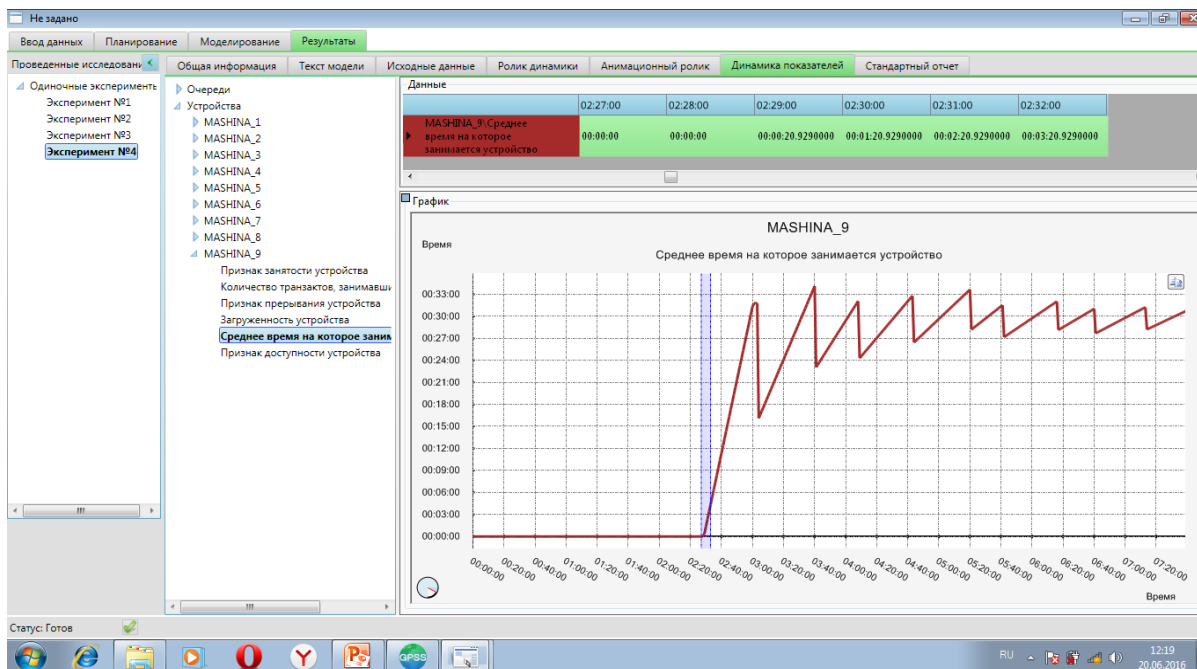 Не задано
Ввод данных Планирование Моделирование Результаты
Проведенные исследовани
Одиночные эксперименть
Эксперимент №1
Эксперимент №2
Эксперимент №3
Эксперимент №4
Общая информация Текст модели Исходные данные Ролик динамики Анимационный ролик Динамика показателей Стандартный отчет
Очереди
Устройства
MASHINA_1
MASHINA_2
MASHINA_3
MASHINA_4
MASHINA_5
MASHINA_6
MASHINA_7
MASHINA_8
MASHINA_9
Признак занятости устройства
Количество транзактов, занимавши
Признак прерывания устройства
Загруженность устройства
Среднее время на которое заним
Признак доступности устройства
Данные
02:27:00 02:28:00 02:29:00 02:30:00 02:31:00 02:32:00
MASHINA_9\Среднее
время на которое
занимается устройство
00:00:00 00:00:00 00:00:20.9290000 00:01:20.9290000 00:02:20.9290000 00:03:20.9290000
График
MASHINA_9
Время
Среднее время на которое занимается устройство
00:33:00
00:30:00
00:27:00
00:24:00
00:21:00
00:18:00
00:15:00
00:12:00
00:09:00
00:06:00
00:03:00
00:00:00
00:00:00 00:20:00 00:40:00 01:00:00 01:20:00 01:40:00 02:00:00 02:20:00 02:40:00 03:00:00 03:20:00 03:40:00 04:00:00 04:20:00 04:40:00 05:00:00 05:20:00 05:40:00 06:00:00 06:20:00 06:40:00 07:00:00 07:20:00
Время
Статус: Готов
GPSS
RU
12:19
20.06.2016